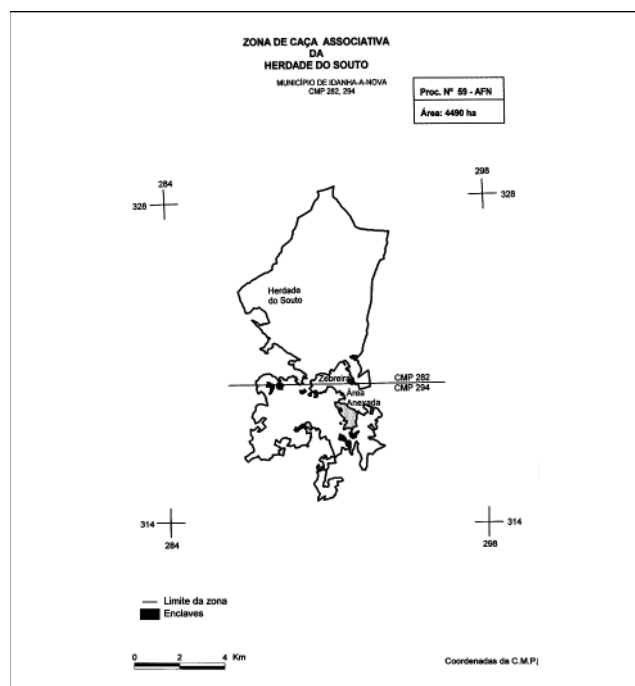 ZONA DE CAÇA ASSOCIATIVA
DA
HERDADE DO SOUTO
MUNICÍPIO DE IDANHA-A-NOVA
CMP 282, 294
Proc. Nº 59 - AFN
Área: 4490 ha
284
328
298
328
Herdade
do Souto
Zebreira
CMP 282
CMP 294
Área
Anexada
314
284
314
298
Limite da zona
Enclaves
0 2 4 Km
Coordenadas da C.M.P|